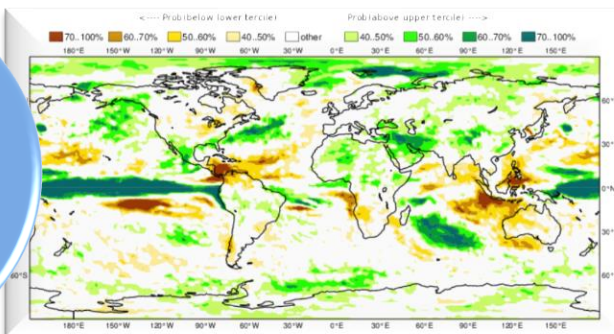 <---- Prob(below lower tercile) Prob(above upper tercile) ---->
70..100% 60..70% 50..60% 40..50% other 40..50% 50..60% 60..70% 70..100%
180°E 150°W 120°W 90°W 60°W 30°W 0°E 30°E 60°E 90°E 120°E 150°E
60°
30°
0°N
30°
60°S 60°
180°E 150°W 120°W 90°W 60°W 30°W 0°E 30°E 60°E 90°E 120°E 150°E